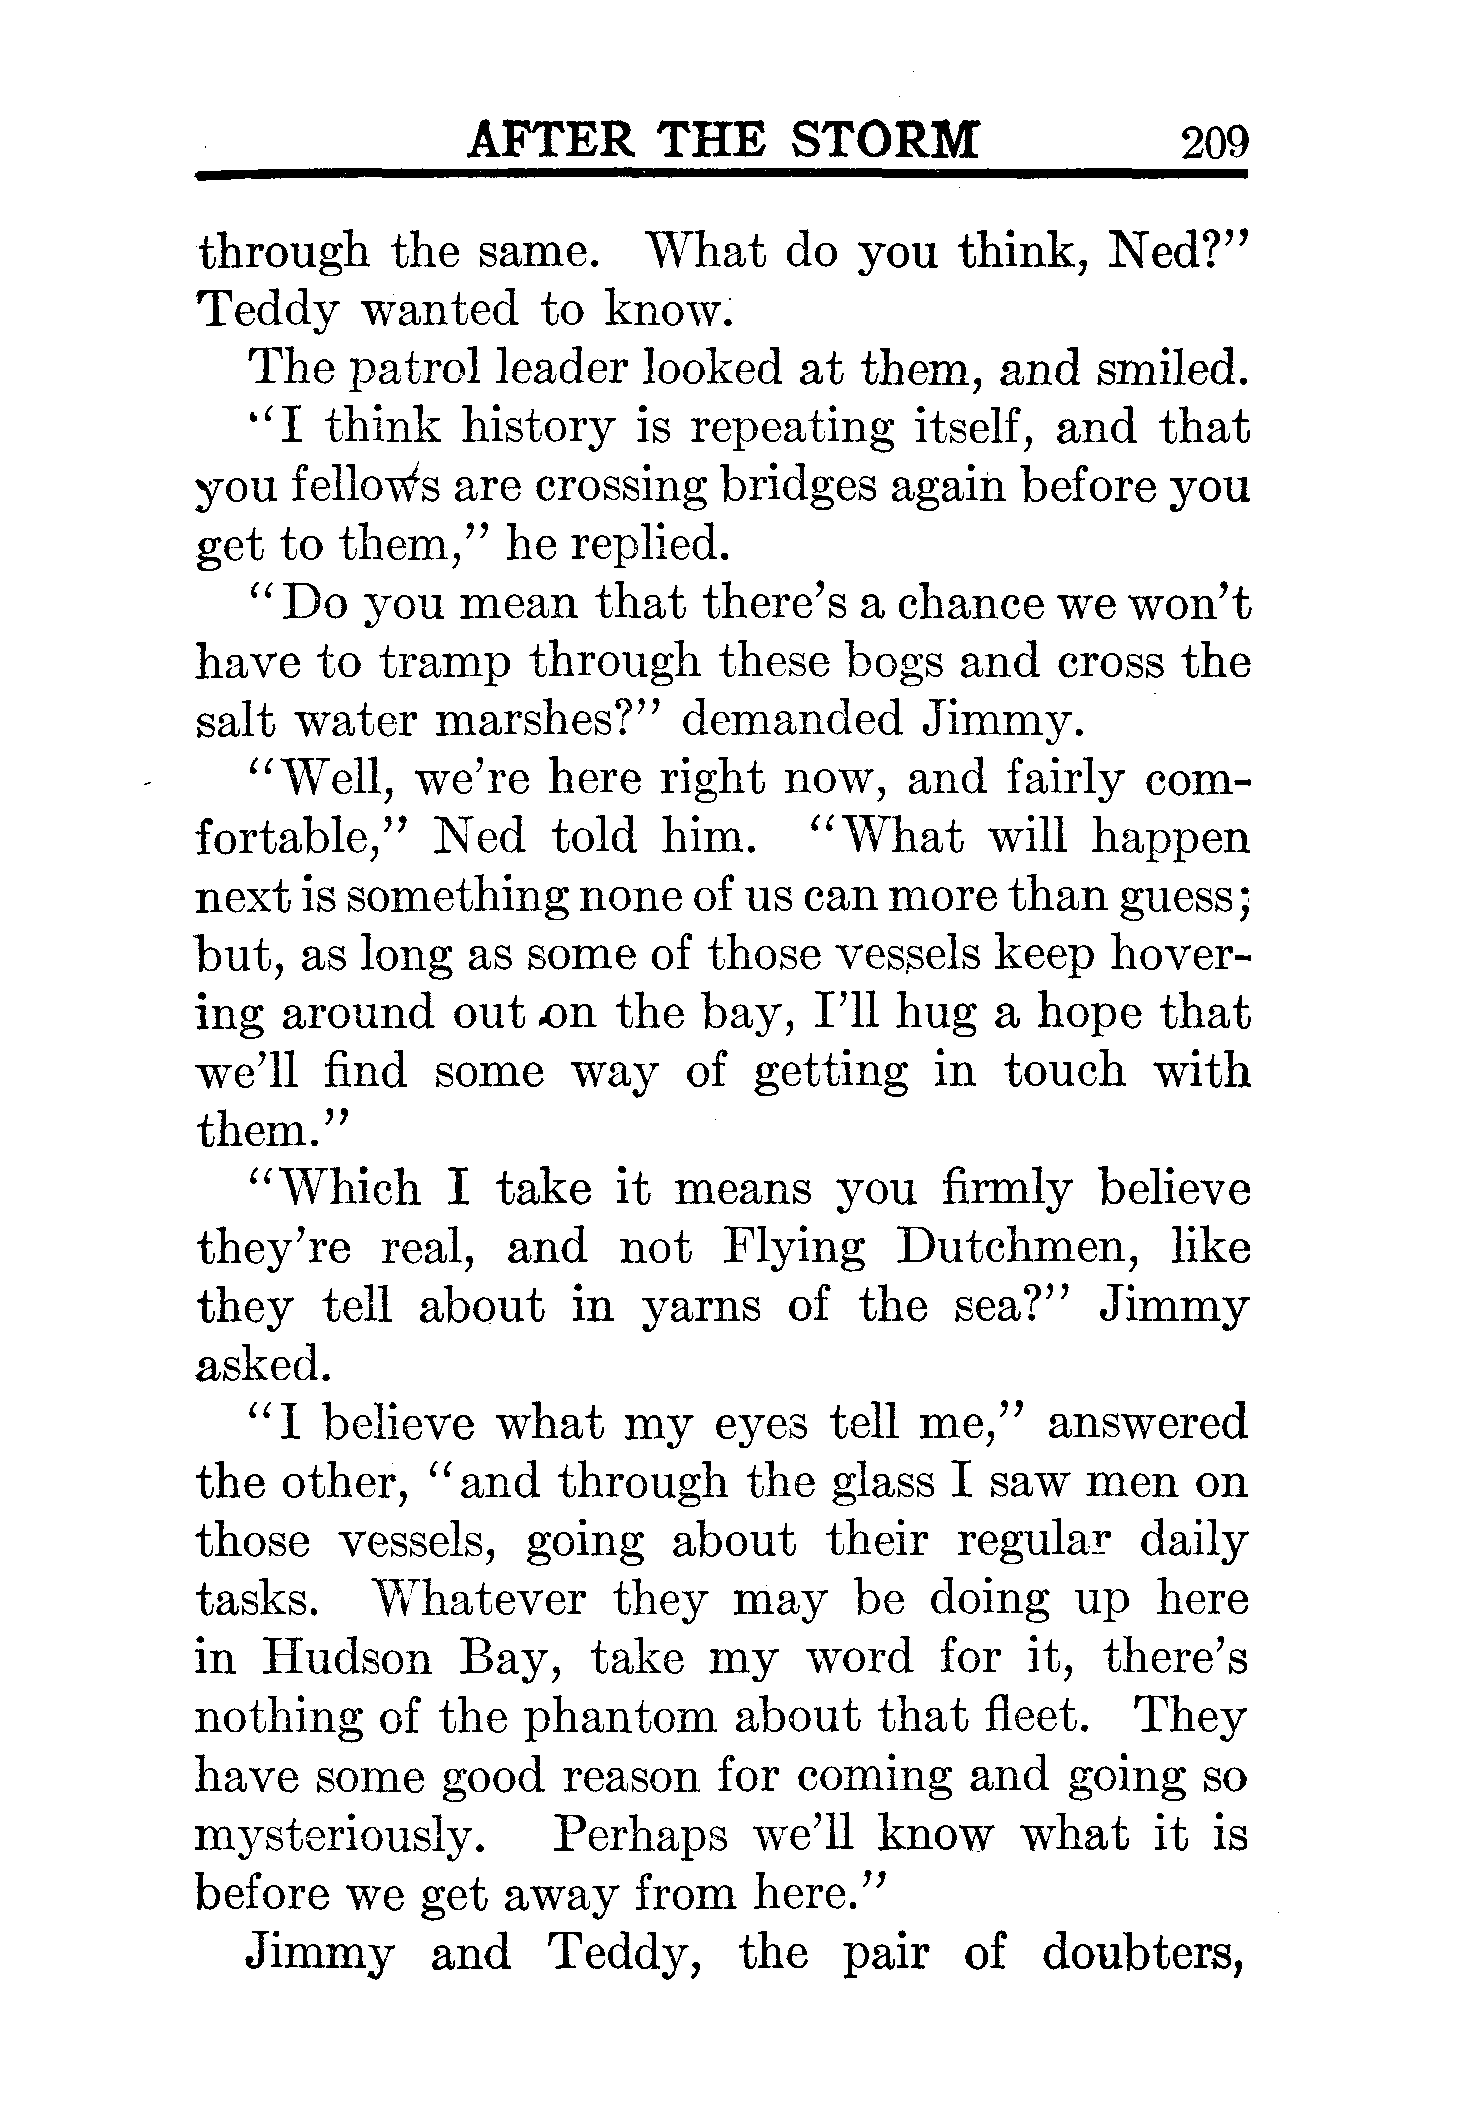 AFTER THE STORM 209
through the same. What do you think, Ned?”
Teddy wanted to know.
The patrol leader looked at them, and smiled.
“I think history is repeating itself, and that
you fellows are crossing bridges again before you
get to them,” he replied.
“Do you mean that there’s a chance we won’t
have to tramp through these bogs and cross the
salt water marshes?” demanded Jimmy.
“Well, we’re here right now, and fairly com-
fortable,” Ned told him. “What will happen
next is something none of us can more than guess;
but, as long as some of those vessels keep hover-
ing around out on the bay, I’ll hug a hope that
we’ll find some way of getting in touch with
them.”
“Which I take it means you firmly believe
they’re real, and not Flying Dutchmen, like
they tell about in yarns of the sea?” Jimmy
asked.
“I believe what my eyes tell me,” answered
the other, “and through the glass I saw men on
those vessels, going about their regular daily
tasks. Whatever they may be doing up here
in Hudson Bay, take my word for it, there’s
nothing of the phantom about that fleet. They
have some good reason for coming and going so
mysteriously. Perhaps we’ll know what it is
before we get away from here.”
Jimmy and Teddy, the pair of doubters,